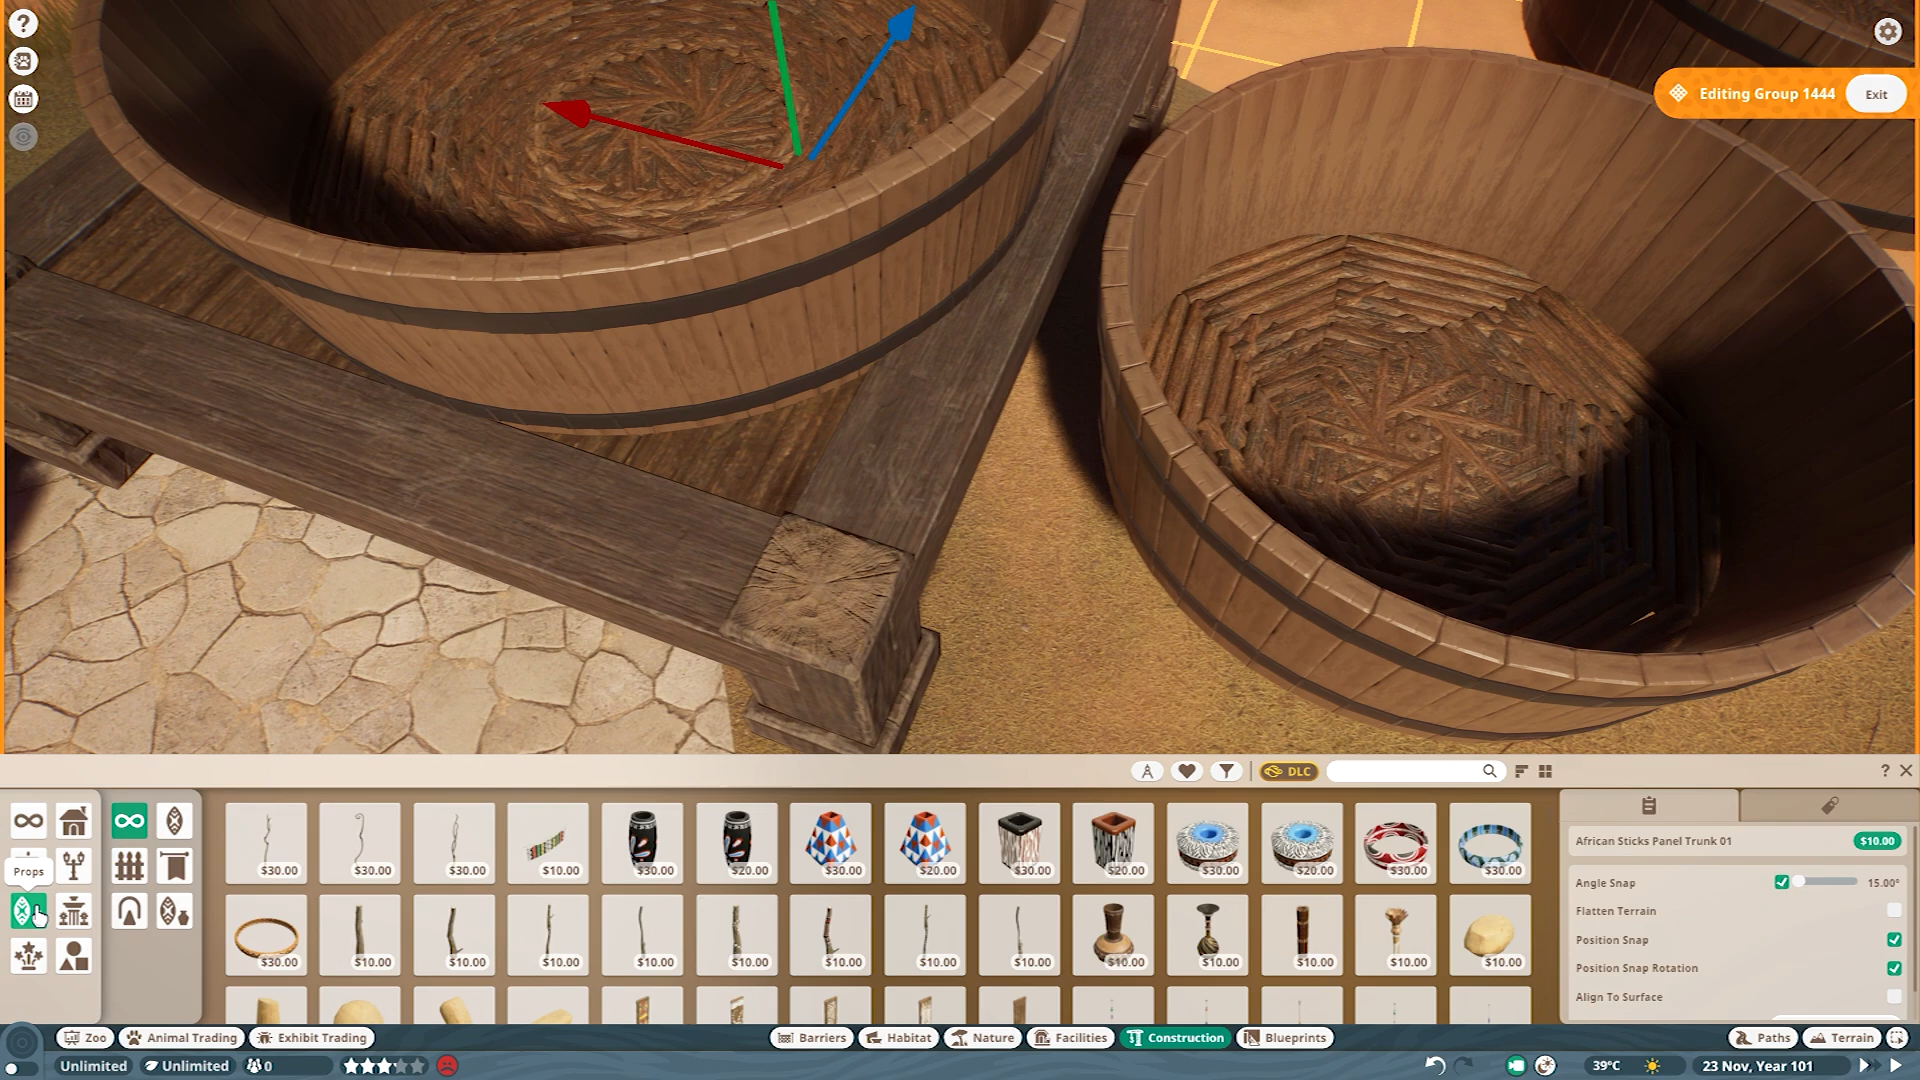 Editing Group 1444
Exit
DLC
Props
$30.00 $30.00 $30.00 $10.00 $30.00 $20.00 $30.00 $20.00 $30.00 $20.00 $30.00 $20.00 $30.00 $30.00
$30.00 $10.00 $10.00 $10.00 $10.00 $10.00 $10.00 $10.00 $10.00 $10.00 $10.00 $10.00 $10.00 $10.00
African Sticks Panel Trunk 01 $10.00
Angle Snap 15.00°
Flatten Terrain
Position Snap
Position Snap Rotation
Align To Surface
Zoo Animal Trading Exhibit Trading Barriers Habitat Nature Facilities Construction Blueprints Paths Terrain
Unlimited Unlimited 0 39°C 23 Nov, Year 101